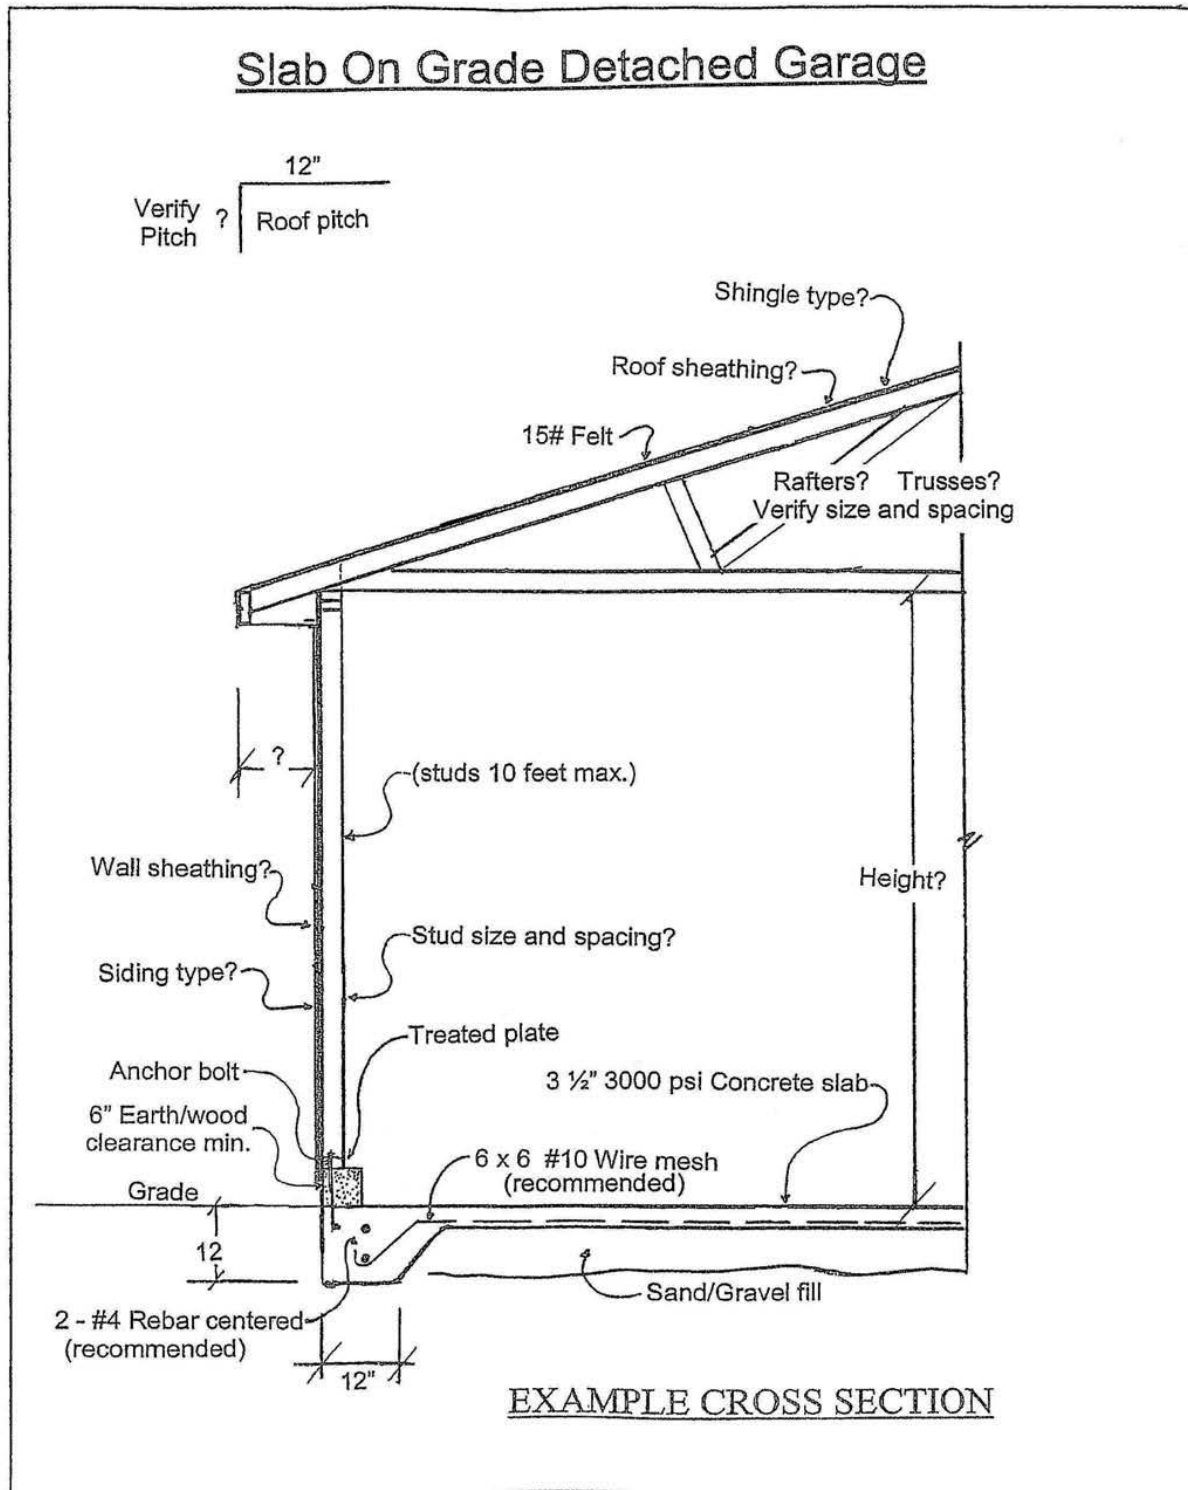 Slab On Grade Detached Garage
12"
Verify
Pitch
?
Roof pitch
Shingle type?
Roof sheathing?
15# Felt
Rafters? Trusses?
Verify size and spacing
?
(studs 10 feet max.)
Wall sheathing?
Height?
Stud size and spacing?
Siding type?
Treated plate
Anchor bolt
3 ½" 3000 psi Concrete slab
6" Earth/wood
clearance min.
6 x 6 #10 Wire mesh
(recommended)
Grade
12
Sand/Gravel fill
2 - #4 Rebar centered
(recommended)
12"
EXAMPLE CROSS SECTION